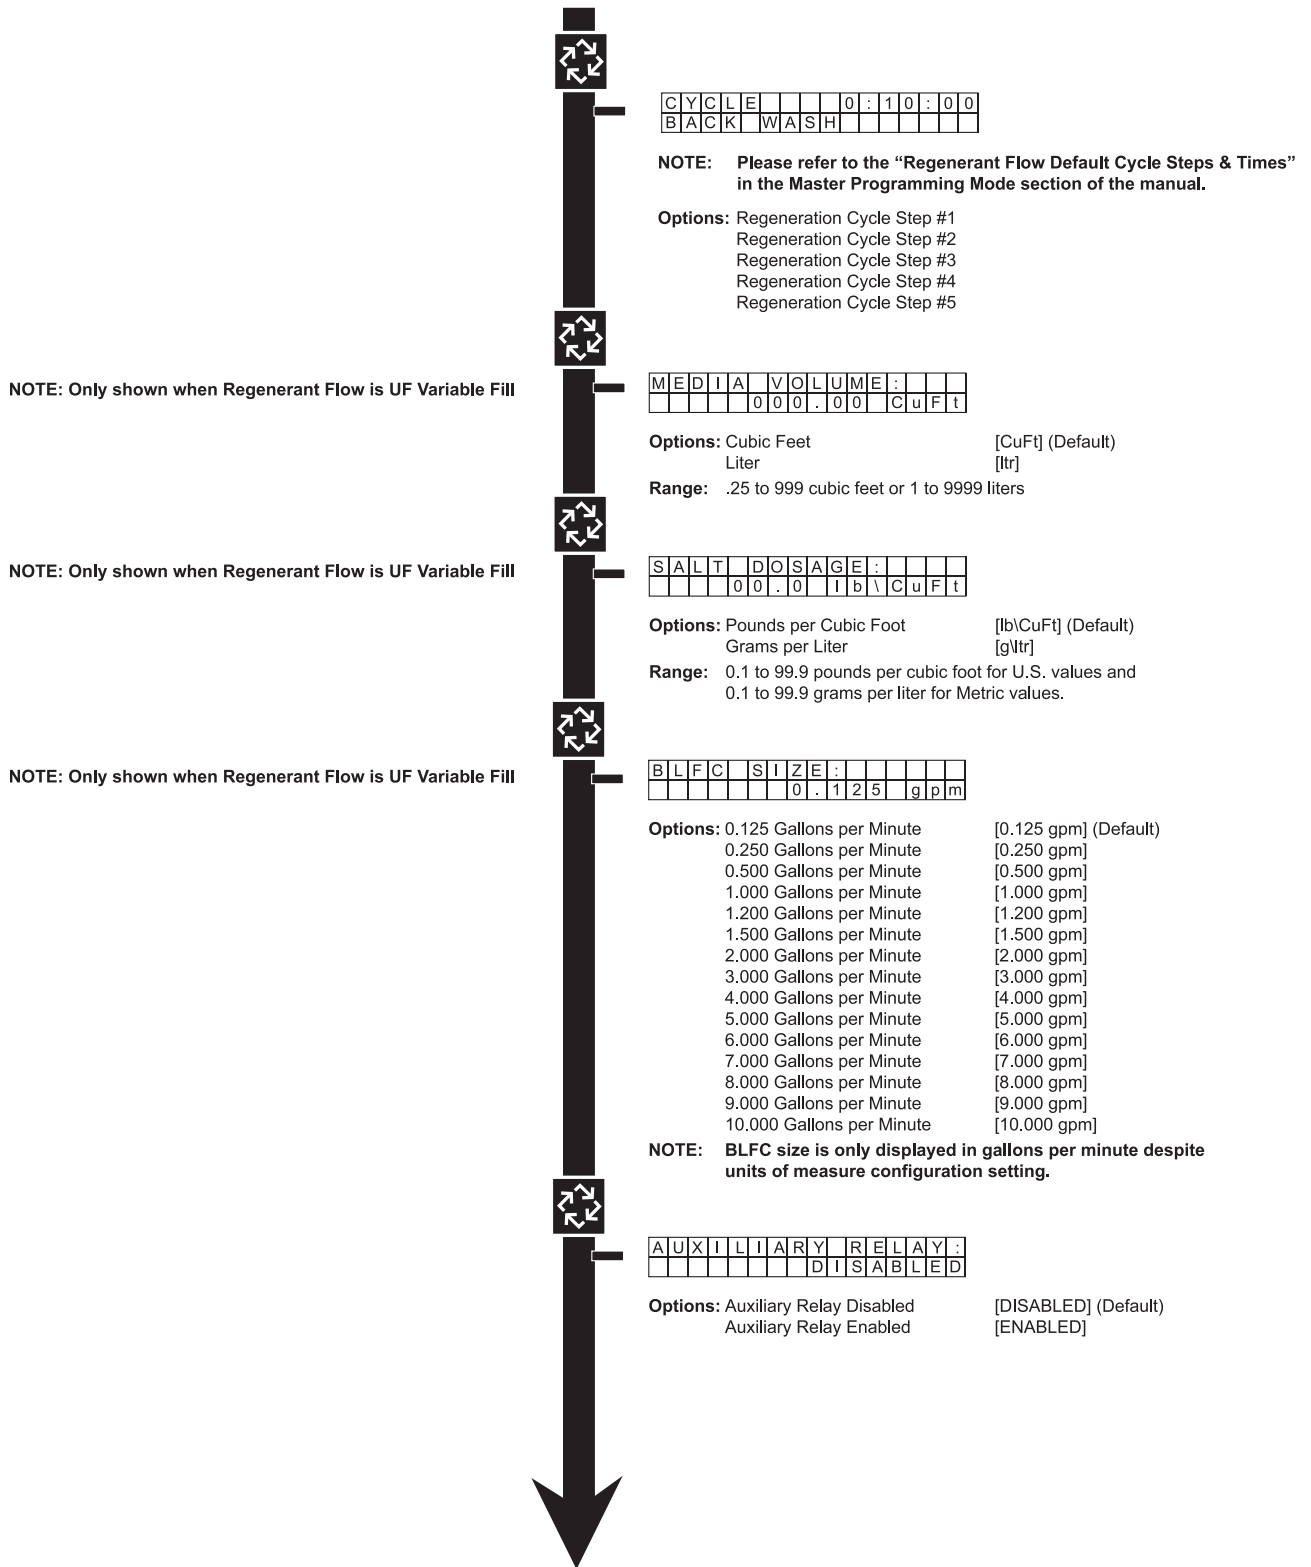 CYCLE 0:10:00
BACK WASH
NOTE: Please refer to the “Regenerant Flow Default Cycle Steps & Times”
in the Master Programming Mode section of the manual.
Options: Regeneration Cycle Step #1
Regeneration Cycle Step #2
Regeneration Cycle Step #3
Regeneration Cycle Step #4
Regeneration Cycle Step #5
NOTE: Only shown when Regenerant Flow is UF Variable Fill
MEDIA VOLUME:
000.00 CuFt
Options: Cubic Feet [CuFt] (Default)
Liter [ltr]
Range: .25 to 999 cubic feet or 1 to 9999 liters
NOTE: Only shown when Regenerant Flow is UF Variable Fill
SALT DOSAGE:
00.0 lb\CuFt
Options: Pounds per Cubic Foot [lb\CuFt] (Default)
Grams per Liter [g\ltr]
Range: 0.1 to 99.9 pounds per cubic foot for U.S. values and
0.1 to 99.9 grams per liter for Metric values.
NOTE: Only shown when Regenerant Flow is UF Variable Fill
BLFC SIZE:
0.125 gpm
Options: 0.125 Gallons per Minute [0.125 gpm] (Default)
0.250 Gallons per Minute [0.250 gpm]
0.500 Gallons per Minute [0.500 gpm]
1.000 Gallons per Minute [1.000 gpm]
1.200 Gallons per Minute [1.200 gpm]
1.500 Gallons per Minute [1.500 gpm]
2.000 Gallons per Minute [2.000 gpm]
3.000 Gallons per Minute [3.000 gpm]
4.000 Gallons per Minute [4.000 gpm]
5.000 Gallons per Minute [5.000 gpm]
6.000 Gallons per Minute [6.000 gpm]
7.000 Gallons per Minute [7.000 gpm]
8.000 Gallons per Minute [8.000 gpm]
9.000 Gallons per Minute [9.000 gpm]
10.000 Gallons per Minute [10.000 gpm]
NOTE: BLFC size is only displayed in gallons per minute despite
units of measure configuration setting.
AUXILIARY RELAY:
DISABLED
Options: Auxiliary Relay Disabled [DISABLED] (Default)
Auxiliary Relay Enabled [ENABLED]